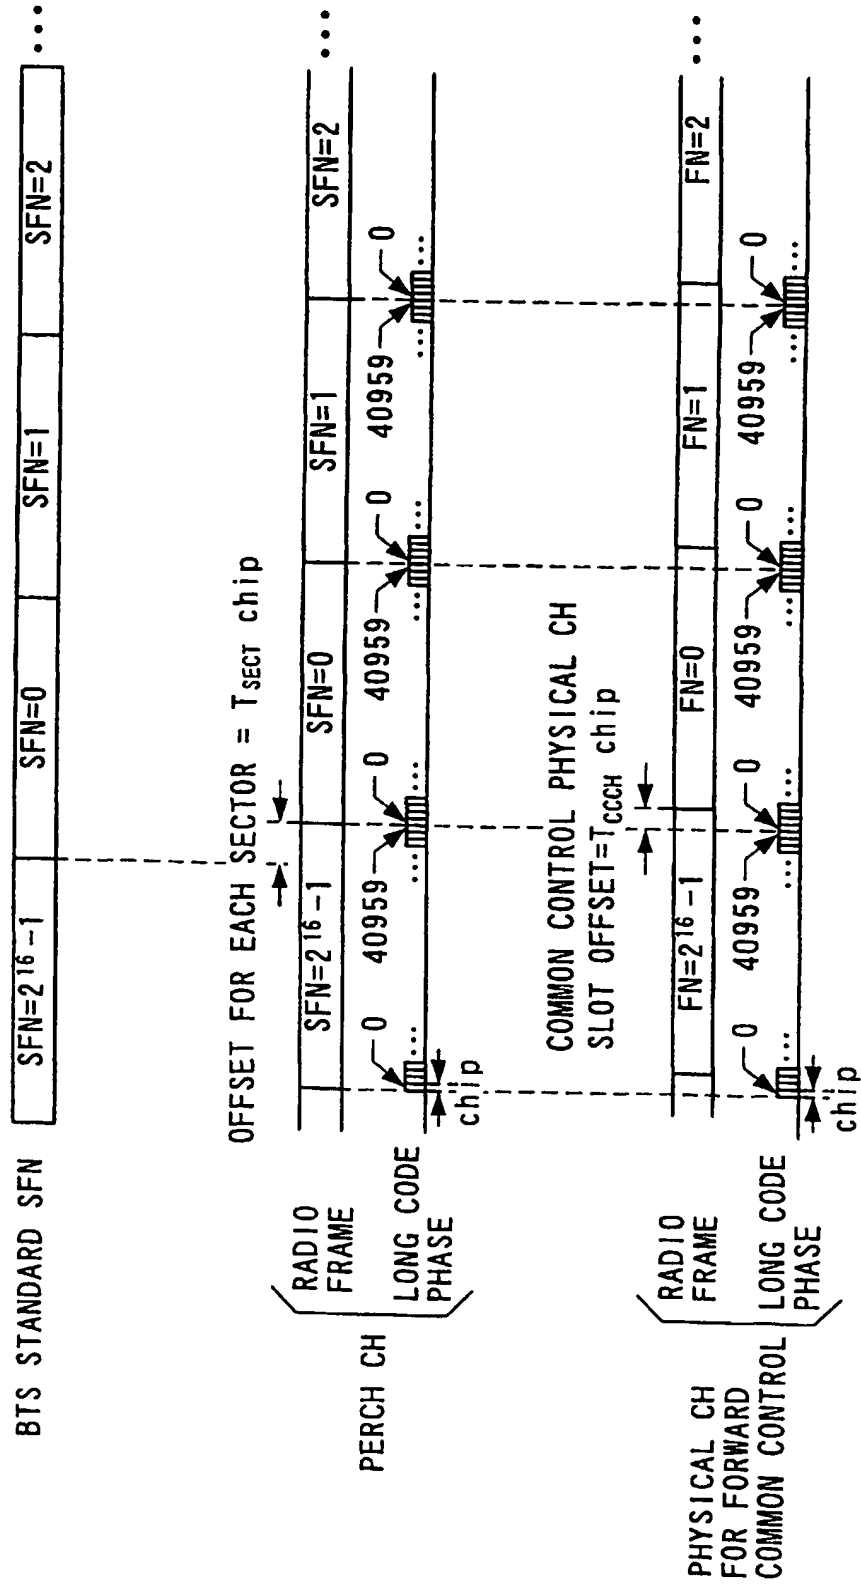 BTS STANDARD SFN
SFN=2^16-1
SFN=0
SFN=1
SFN=2
...
OFFSET FOR EACH SECTOR = T_SECT chip
PERCH CH
RADIO
FRAME
SFN=2^16-1
SFN=0
SFN=1
SFN=2
...
LONG CODE
PHASE
0
...
chip
40959
0
...
...
40959
0
...
...
40959
0
...
...
COMMON CONTROL PHYSICAL CH
SLOT OFFSET=T_CCCH chip
PHYSICAL CH
FOR FORWARD
COMMON CONTROL
RADIO
FRAME
FN=2^16-1
FN=0
FN=1
FN=2
...
LONG CODE
PHASE
0
...
chip
40959
0
...
...
40959
0
...
...
40959
0
...
...